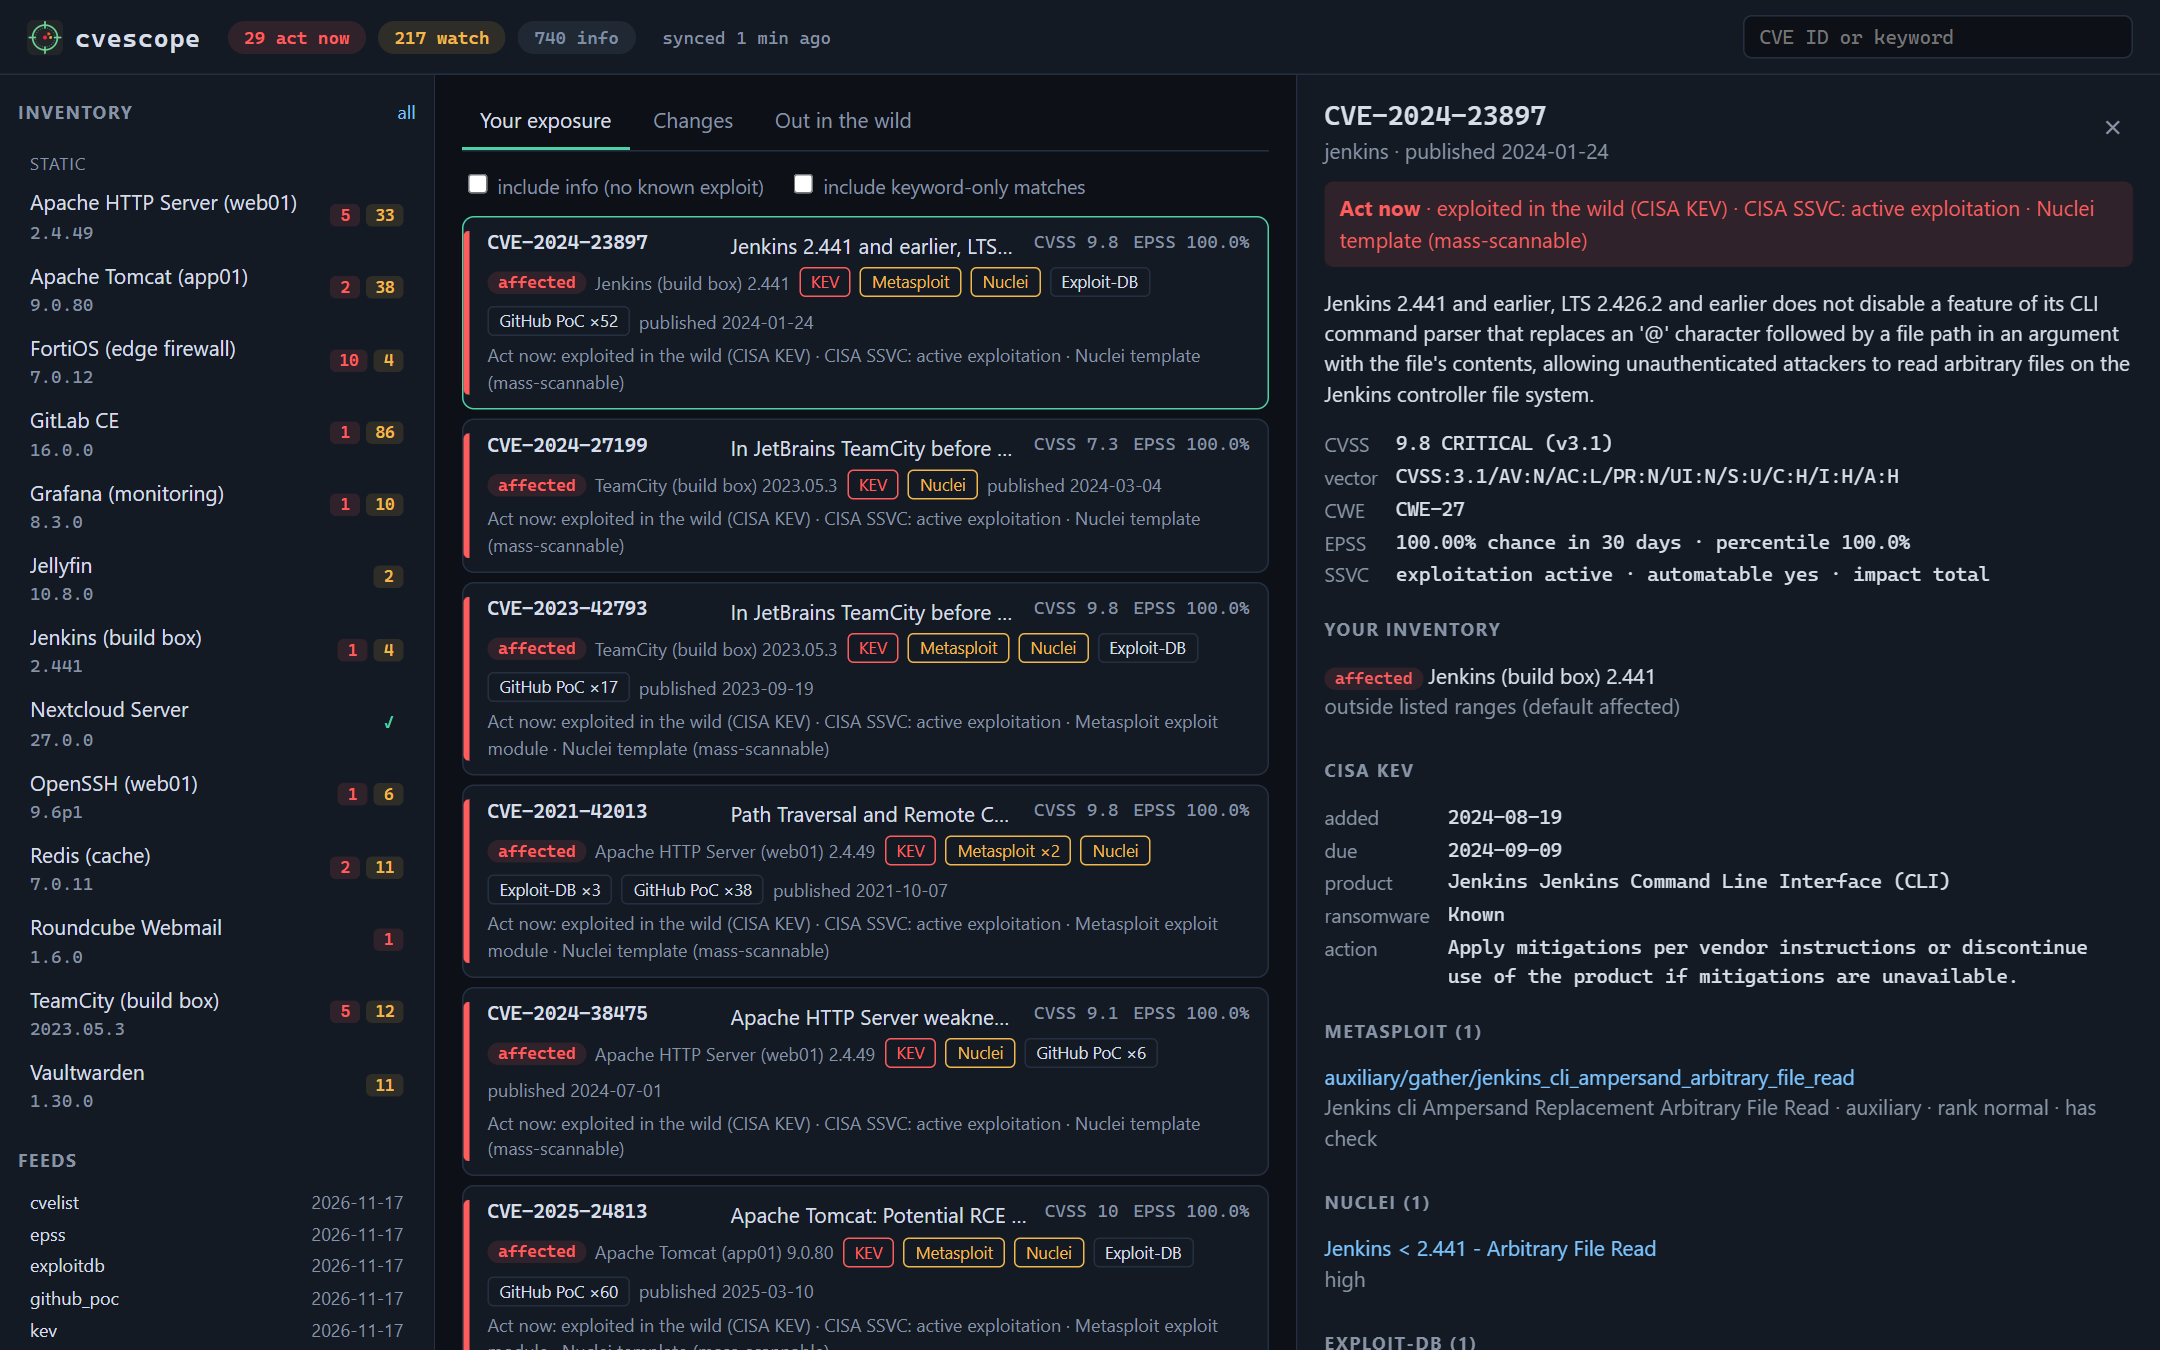 cvescope 29 act now 217 watch 740 info synced 1 min ago CVE ID or keyword
INVENTORY all
STATIC
Apache HTTP Server (web01) 5 33
2.4.49
Apache Tomcat (app01) 2 38
9.0.80
FortiOS (edge firewall) 10 4
7.0.12
GitLab CE 1 86
16.0.0
Grafana (monitoring) 1 10
8.3.0
Jellyfin 2
10.8.0
Jenkins (build box) 1 4
2.441
Nextcloud Server ✓
27.0.0
OpenSSH (web01) 1 6
9.6p1
Redis (cache) 2 11
7.0.11
Roundcube Webmail 1
1.6.0
TeamCity (build box) 5 12
2023.05.3
Vaultwarden 11
1.30.0
FEEDS
cvelist 2026-11-17
epss 2026-11-17
exploitdb 2026-11-17
github_poc 2026-11-17
kev 2026-11-17
Your exposure Changes Out in the wild
include info (no known exploit) include keyword-only matches
CVE-2024-23897 Jenkins 2.441 and earlier, LTS... CVSS 9.8 EPSS 100.0%
affected Jenkins (build box) 2.441 KEV Metasploit Nuclei Exploit-DB
GitHub PoC ×52 published 2024-01-24
Act now: exploited in the wild (CISA KEV) · CISA SSVC: active exploitation · Nuclei template
(mass-scannable)
CVE-2024-27199 In JetBrains TeamCity before ... CVSS 7.3 EPSS 100.0%
affected TeamCity (build box) 2023.05.3 KEV Nuclei published 2024-03-04
Act now: exploited in the wild (CISA KEV) · CISA SSVC: active exploitation · Nuclei template
(mass-scannable)
CVE-2023-42793 In JetBrains TeamCity before ... CVSS 9.8 EPSS 100.0%
affected TeamCity (build box) 2023.05.3 KEV Metasploit Nuclei Exploit-DB
GitHub PoC ×17 published 2023-09-19
Act now: exploited in the wild (CISA KEV) · CISA SSVC: active exploitation · Metasploit exploit
module · Nuclei template (mass-scannable)
CVE-2021-42013 Path Traversal and Remote C... CVSS 9.8 EPSS 100.0%
affected Apache HTTP Server (web01) 2.4.49 KEV Metasploit ×2 Nuclei
Exploit-DB ×3 GitHub PoC ×38 published 2021-10-07
Act now: exploited in the wild (CISA KEV) · CISA SSVC: active exploitation · Metasploit exploit
module · Nuclei template (mass-scannable)
CVE-2024-38475 Apache HTTP Server weakne... CVSS 9.1 EPSS 100.0%
affected Apache HTTP Server (web01) 2.4.49 KEV Nuclei GitHub PoC ×6
published 2024-07-01
Act now: exploited in the wild (CISA KEV) · CISA SSVC: active exploitation · Nuclei template
(mass-scannable)
CVE-2025-24813 Apache Tomcat: Potential RCE ... CVSS 10 EPSS 100.0%
affected Apache Tomcat (app01) 9.0.80 KEV Metasploit Nuclei Exploit-DB
GitHub PoC ×60 published 2025-03-10
Act now: exploited in the wild (CISA KEV) · CISA SSVC: active exploitation · Metasploit exploit
module · Nuclei template (mass-scannable)
CVE-2024-23897 ×
jenkins · published 2024-01-24
Act now · exploited in the wild (CISA KEV) · CISA SSVC: active exploitation · Nuclei
template (mass-scannable)
Jenkins 2.441 and earlier, LTS 2.426.2 and earlier does not disable a feature of its CLI
command parser that replaces an '@' character followed by a file path in an argument
with the file's contents, allowing unauthenticated attackers to read arbitrary files on the
Jenkins controller file system.
CVSS 9.8 CRITICAL (v3.1)
vector CVSS:3.1/AV:N/AC:L/PR:N/UI:N/S:U/C:H/I:H/A:H
CWE CWE-27
EPSS 100.00% chance in 30 days · percentile 100.0%
SSVC exploitation active · automatable yes · impact total
YOUR INVENTORY
affected Jenkins (build box) 2.441
outside listed ranges (default affected)
CISA KEV
added 2024-08-19
due 2024-09-09
product Jenkins Jenkins Command Line Interface (CLI)
ransomware Known
action Apply mitigations per vendor instructions or discontinue
use of the product if mitigations are unavailable.
METASPLOIT (1)
auxiliary/gather/jenkins_cli_ampersand_arbitrary_file_read
Jenkins cli Ampersand Replacement Arbitrary File Read · auxiliary · rank normal · has
check
NUCLEI (1)
Jenkins < 2.441 - Arbitrary File Read
high
EXPLOIT-DB (1)